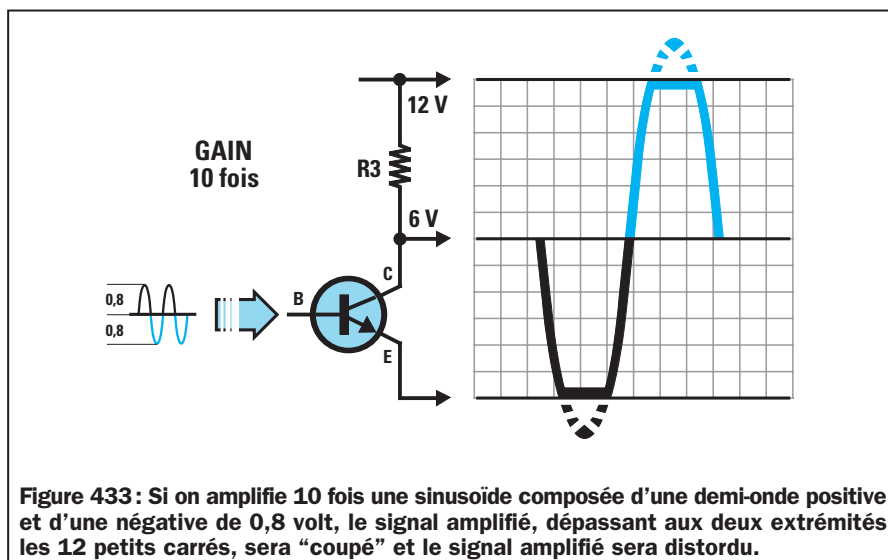 12 V
GAIN
10 fois
R3
6 V
C
0,8
B
0,8
E
Figure 433 : Si on amplifie 10 fois une sinusoïde composée d’une demi-onde positive
et d’une négative de 0,8 volt, le signal amplifié, dépassant aux deux extrémités
les 12 petits carrés, sera “coupé” et le signal amplifié sera distordu.